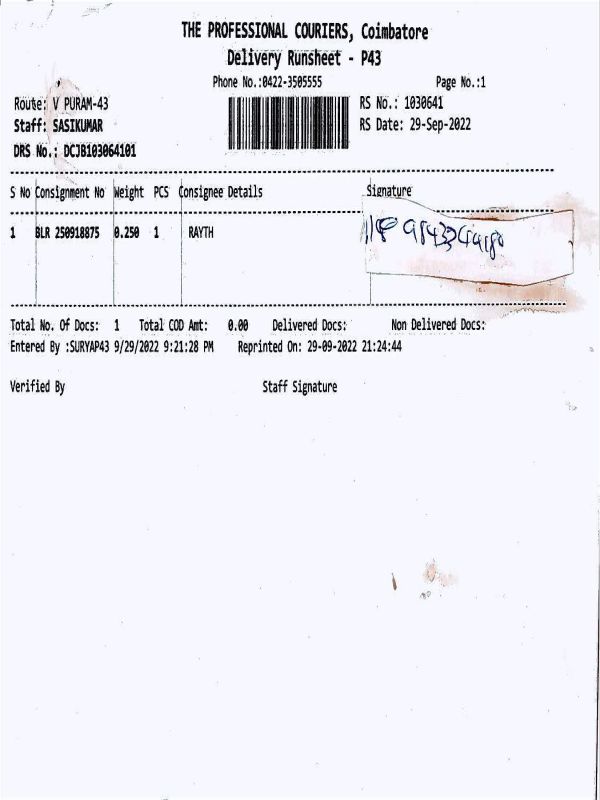 THE PROFESSIONAL COURIERS, Coimbatore
Delivery Runsheet - P43
Phone No.:0422-3505555 Page No.:1
Route: V PURAM-43 RS No.: 1030641
Staff: SASIKUMAR RS Date: 29-Sep-2022
DRS No.: DCJB103064101
S No Consignment No Weight PCS Consignee Details Signature
1 BLR 250918875 0.250 1 RAYTH
Total No. Of Docs: 1 Total COD Amt: 0.00 Delivered Docs: Non Delivered Docs:
Entered By :SURYAP43 9/29/2022 9:21:28 PM Reprinted On: 29-09-2022 21:24:44
Verified By Staff Signature